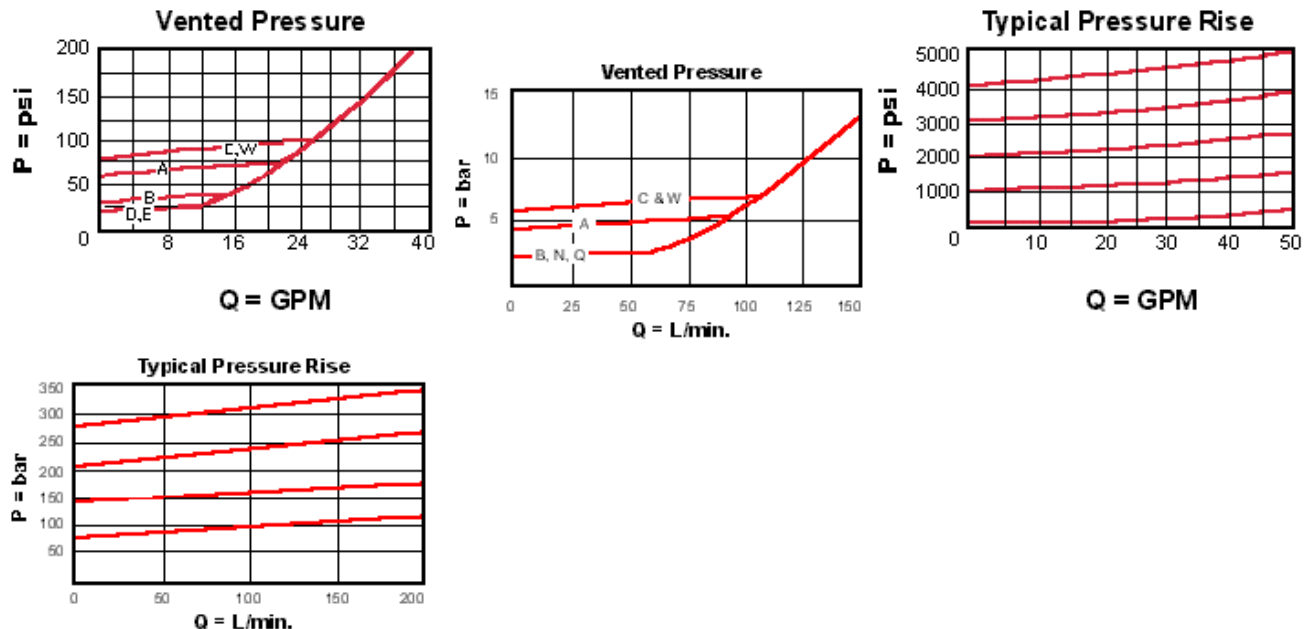 Vented Pressure
200
150
100
50
0
8
16
24
32
40
P = psi
C,W
A
B
D,E
Q = GPM
Vented Pressure
15
10
5
0
25
50
75
100
125
150
P = bar
C & W
A
B, N, Q
Q = L/min.
Typical Pressure Rise
5000
4000
3000
2000
1000
0
10
20
30
40
50
P = psi
Q = GPM
Typical Pressure Rise
350
300
250
200
150
100
50
0
50
100
150
200
P = bar
Q = L/min.